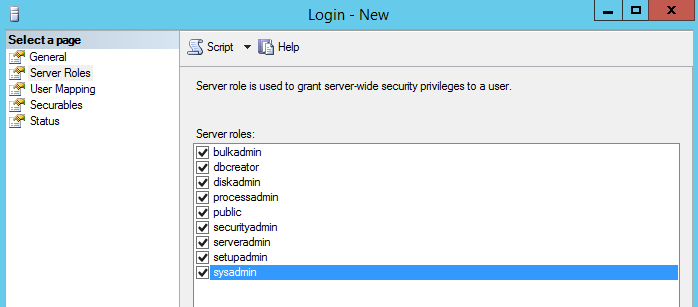 Login - New
Select a page
General
Server Roles
User Mapping
Securables
Status
Script
Help
Server role is used to grant server-wide security privileges to a user.
Server roles:
bulkadmin
dbcreator
diskadmin
processadmin
public
securityadmin
serveradmin
setupadmin
sysadmin